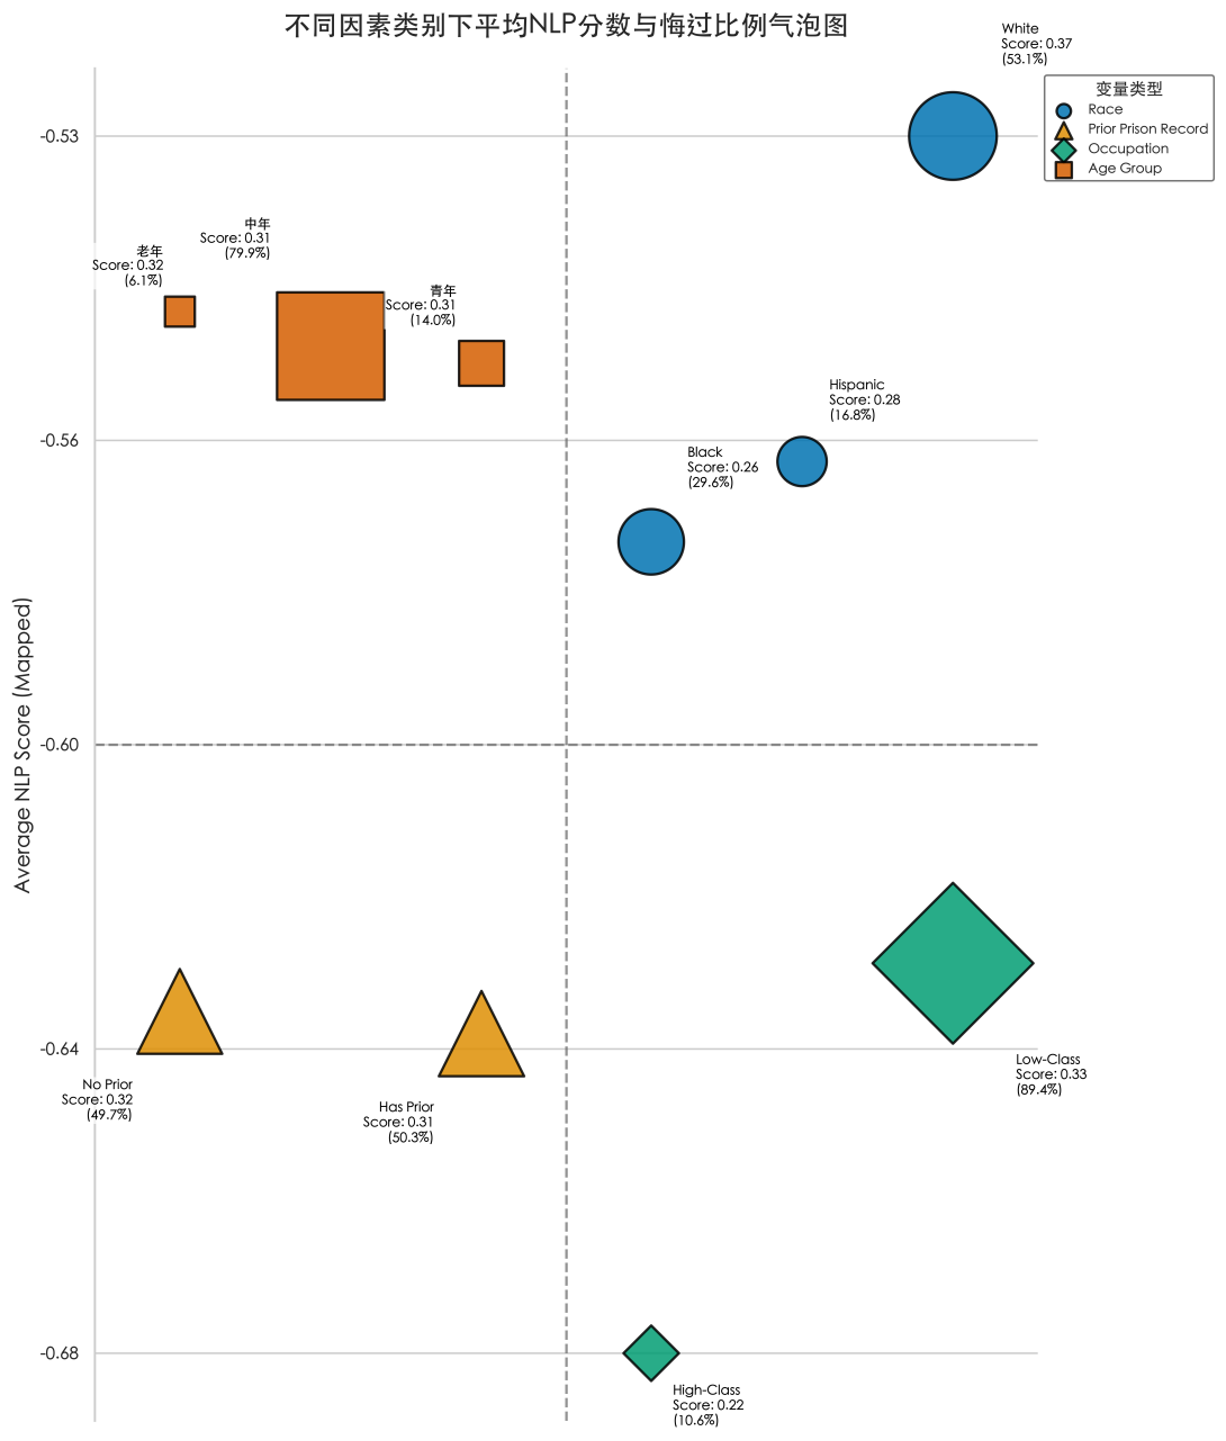 不同因素类别下平均NLP分数与悔过比例气泡图
White
Score: 0.37
(53.1%)
变量类型
Race
Prior Prison Record
Occupation
Age Group
-0.53
中年
Score: 0.31
(79.9%)
老年
Score: 0.32
(6.1%)
青年
Score: 0.31
(14.0%)
Hispanic
Score: 0.28
(16.8%)
-0.56
Black
Score: 0.26
(29.6%)
Average NLP Score (Mapped)
-0.60
-0.64
Low-Class
Score: 0.33
(89.4%)
No Prior
Score: 0.32
(49.7%)
Has Prior
Score: 0.31
(50.3%)
-0.68
High-Class
Score: 0.22
(10.6%)